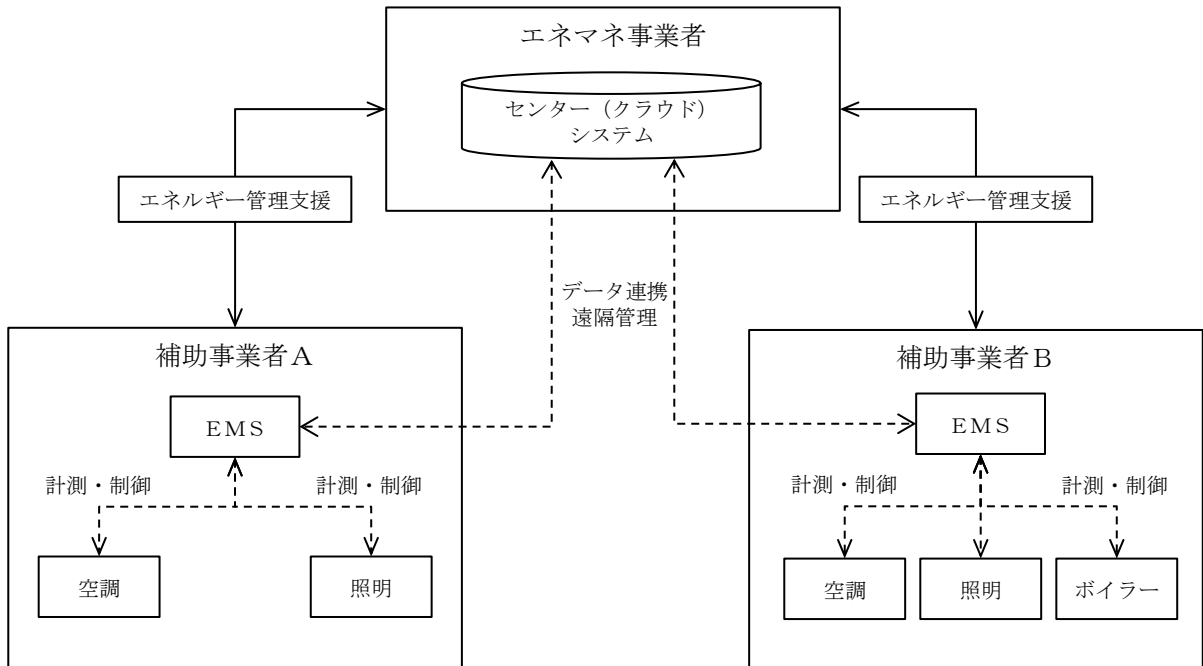 エネマネ事業者
センター（クラウド）
システム
エネルギー管理支援
エネルギー管理支援
データ連携
遠隔管理
補助事業者Ａ
ＥＭＳ
計測・制御
計測・制御
空調
照明
補助事業者Ｂ
ＥＭＳ
計測・制御
計測・制御
空調
照明
ボイラー